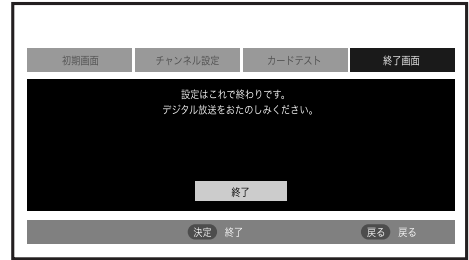 初期画面 チャンネル設定 カードテスト 終了画面
設定はこれで終わりです。
デジタル放送をおたのしみください。
終了
決定 終了 戻る 戻る